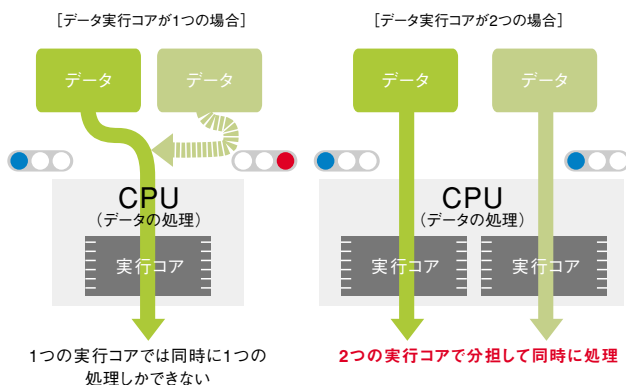 ［データ実行コアが1つの場合］
データ
データ
CPU
（データの処理）
実行コア
1つの実行コアでは同時に1つの
処理しかできない
［データ実行コアが2つの場合］
データ
データ
CPU
（データの処理）
実行コア
実行コア
2つの実行コアで分担して同時に処理